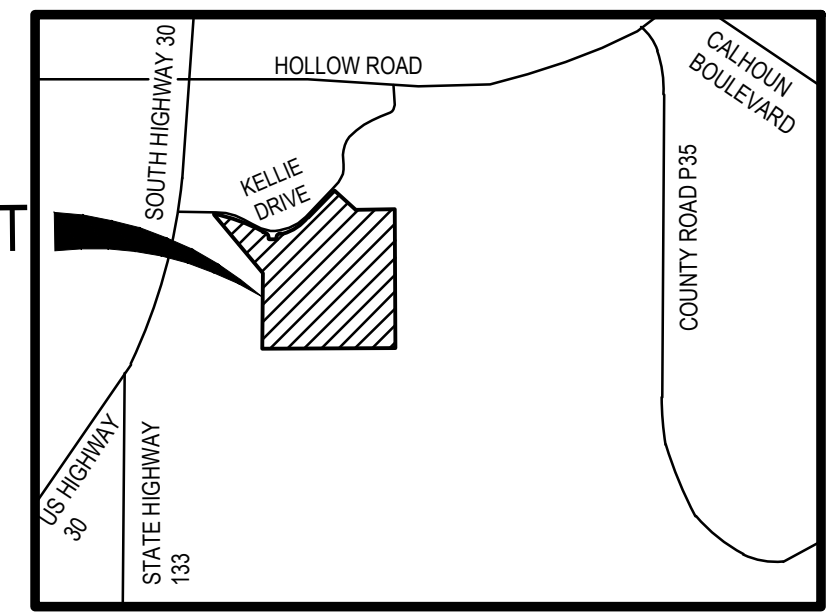 SOUTH HIGHWAY 30
HOLLOW ROAD
CALHOUN
BOULEVARD
KELLIE
DRIVE
T
COUNTY ROAD P35
US HIGHWAY
30
STATE HIGHWAY
133